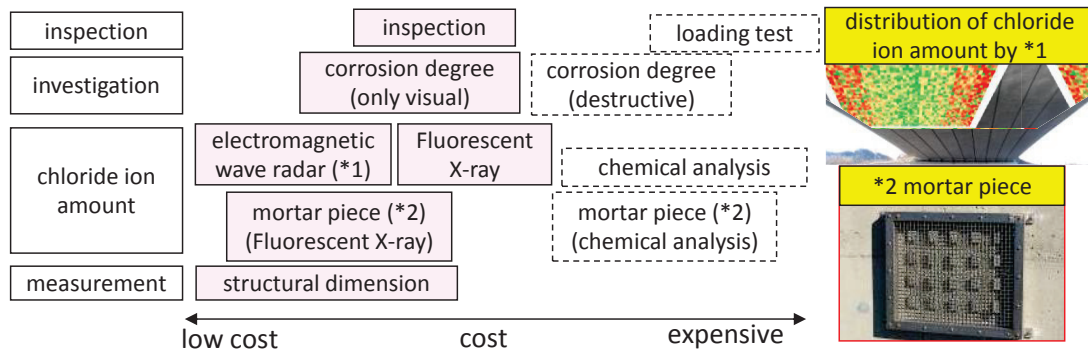 inspection
inspection
loading test
investigation
corrosion degree
(only visual)
corrosion degree
(destructive)
chloride ion
amount
electromagnetic
wave radar (*1)
Fluorescent
X-ray
chemical analysis
mortar piece (*2)
(Fluorescent X-ray)
mortar piece (*2)
(chemical analysis)
measurement
structural dimension
low cost
cost
expensive
distribution of chloride
ion amount by *1
*2 mortar piece